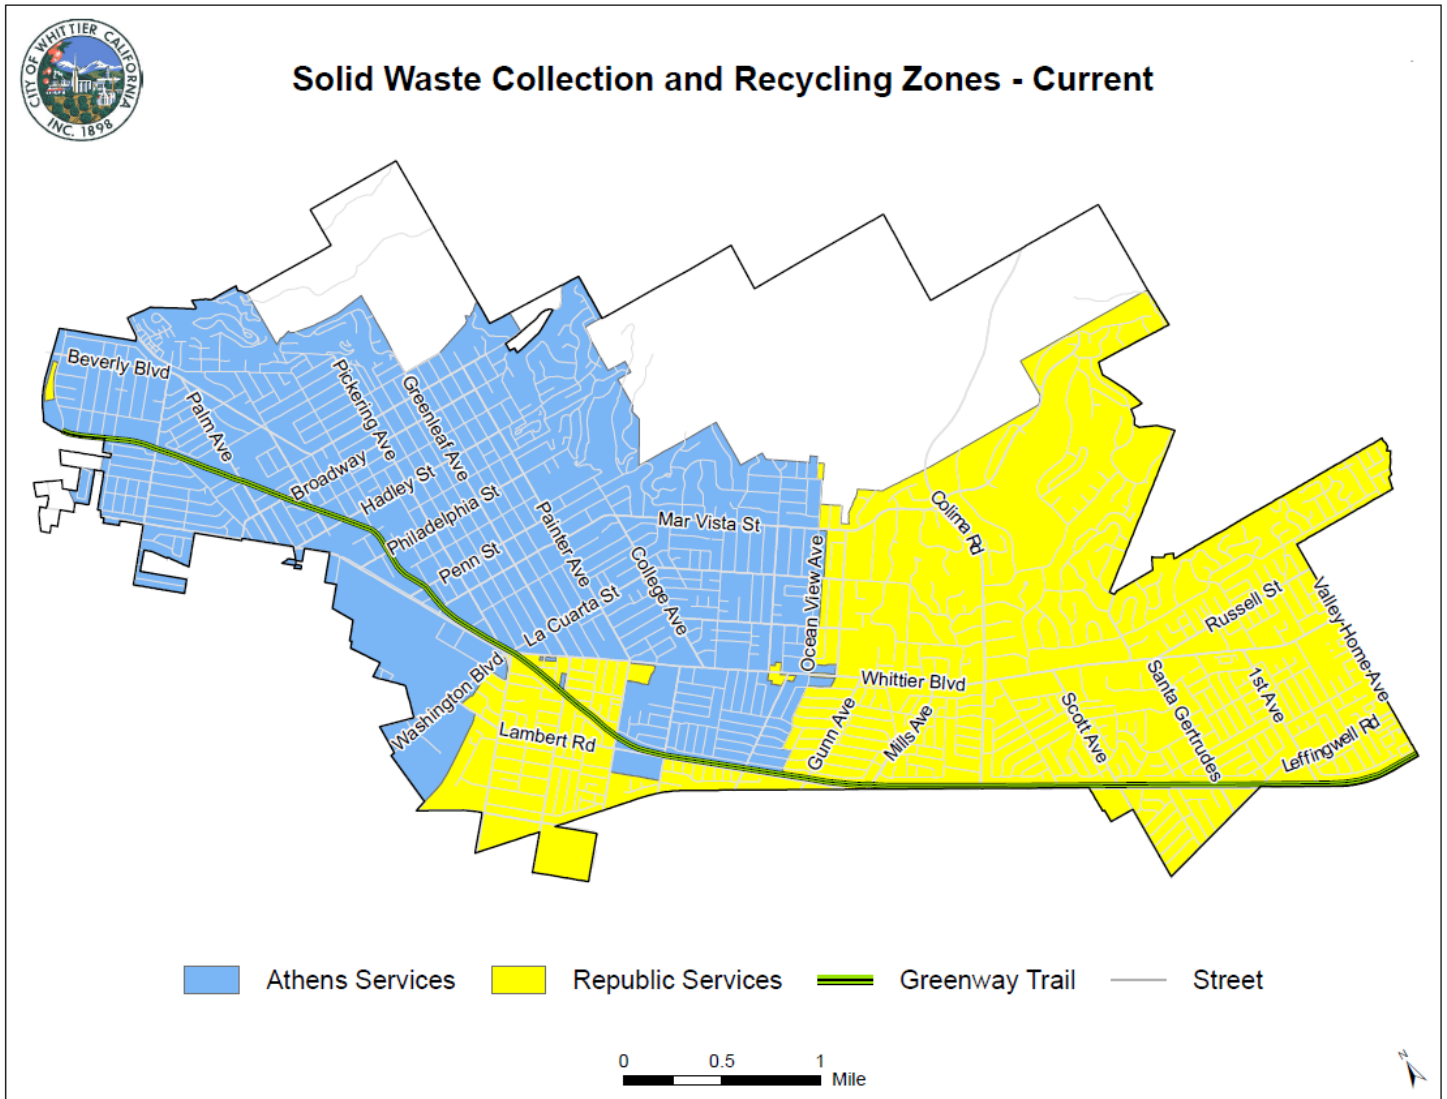 CITY OF WHITTIER CALIFORNIA
INC. 1898
Solid Waste Collection and Recycling Zones - Current
Beverly Blvd
Palm Ave
Pickering Ave
Greenleaf Ave
Broadway
Hadley St
Philadelphia St
Penn St
Painter Ave
Mar Vista St
College Ave
La Cuarta St
Ocean View Ave
Colima Rd
Washington Blvd
Lambert Rd
Whittier Blvd
Gunn Ave
Mills Ave
Scott Ave
Santa Gertrudes
Russell St
1st Ave
Valley Home Ave
Leffingwell Rd
Athens Services
Republic Services
Greenway Trail
Street
0 0.5 1
Mile
N